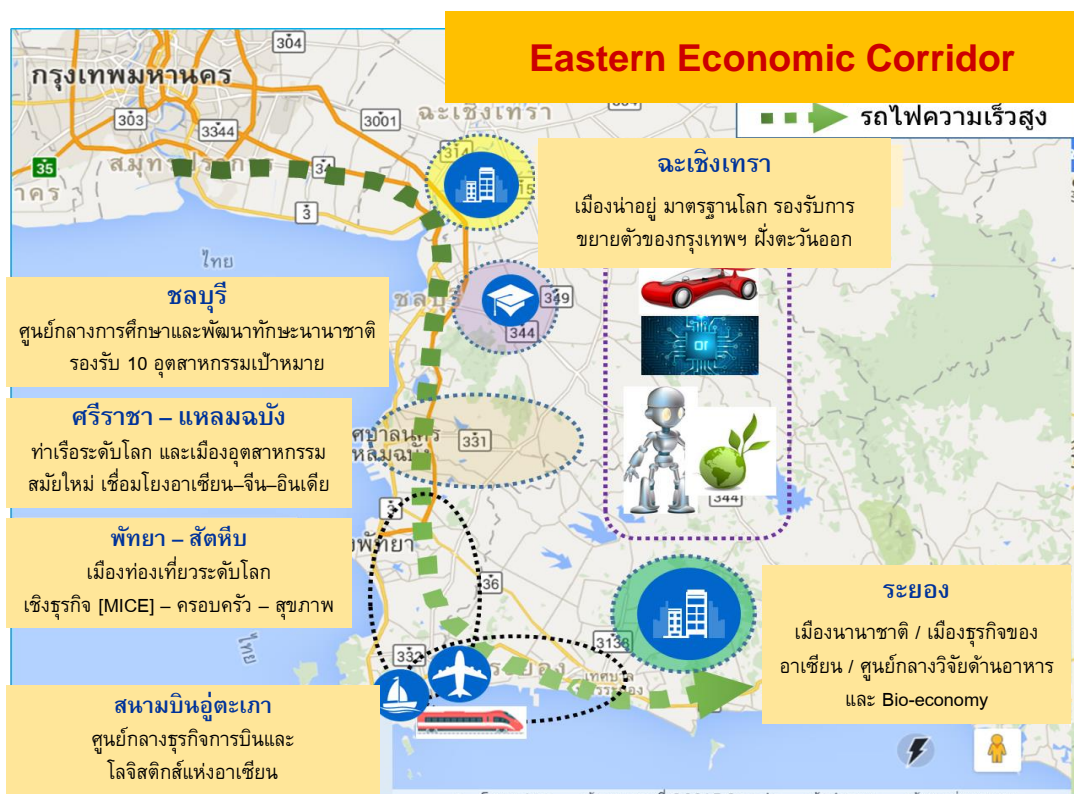 Eastern Economic Corridor
รถไฟความเร็วสูง
กรุงเทพมหานคร
304
303
3344
3001
ฉะเชิงเทรา
314
35
34
3
ไทย
ฉะเชิงเทรา
เมืองน่าอยู่ มาตรฐานโลก รองรับการ
ขยายตัวของกรุงเทพฯ ฝั่งตะวันออก
ชลบุรี
ศูนย์กลางการศึกษาและพัฒนาทักษะนานาชาติ
รองรับ 10 อุตสาหกรรมเป้าหมาย
349
344
or
ศรีราชา – แหลมฉบัง
ท่าเรือระดับโลก และเมืองอุตสาหกรรม
สมัยใหม่ เชื่อมโยงอาเซียน–จีน–อินเดีย
331
344
3
พัทยา – สัตหีบ
เมืองท่องเที่ยวระดับโลก
เชิงธุรกิจ [MICE] – ครอบครัว – สุขภาพ
พัทยา
36
ระยอง
เมืองนานาชาติ / เมืองธุรกิจของ
อาเซียน / ศูนย์กลางวิจัยด้านอาหาร
และ Bio-economy
ไทย
332
3138
ระยอง
สนามบินอู่ตะเภา
ศูนย์กลางธุรกิจการบินและ
โลจิสติกส์แห่งอาเซียน